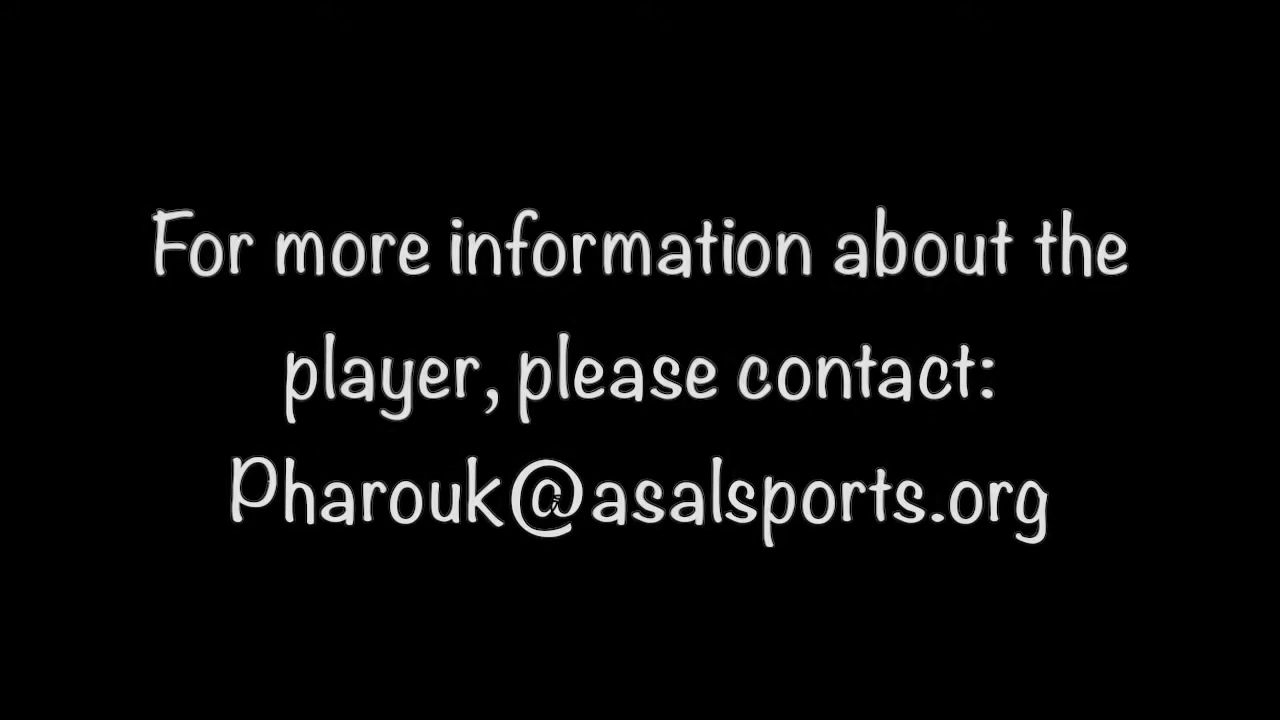 For more information about the
player, please contact:
Pharouk@asalsports.org